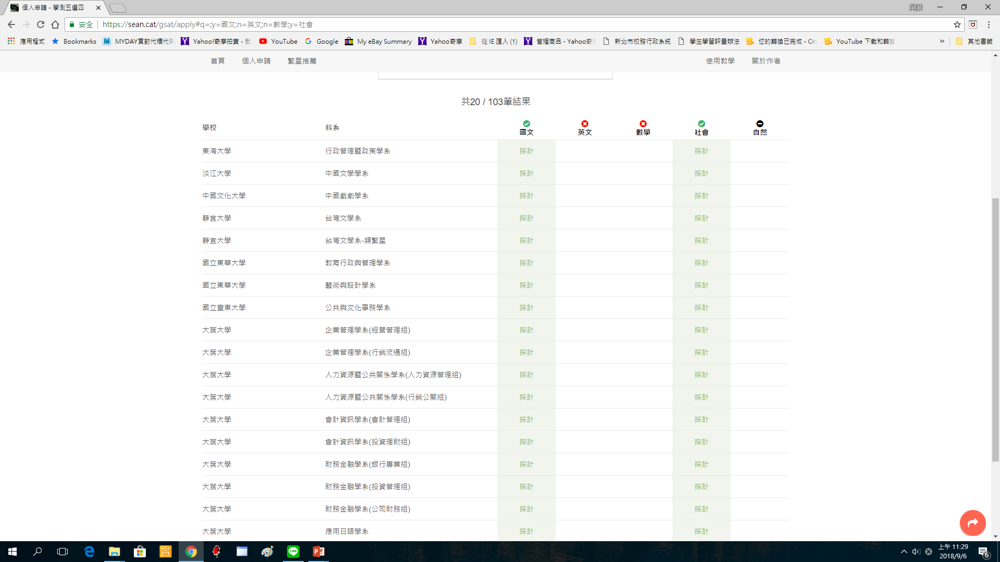 個人申請 - 學測五選四
阿菲
安全 | https://sean.cat/gsat/apply#q=;y=國文;n=英文;n=數學;y=社會
應用程式 Bookmarks MYDAY買對代標代 Yahoo!奇摩拍賣 - 我 YouTube Google My eBay Summary Yahoo奇摩 從 IE 匯入 (1) 管理商品 - Yahoo奇 新北市校務行政系統 學生學習評量辦法 您的轉換已完成 - On YouTube 下載和轉換 » 其他書籤
首頁 個人申請 繁星推薦 使用教學 關於作者
共20 / 103筆結果
學校 科系 國文 英文 數學 社會 自然
東海大學 行政管理暨政策學系 採計 採計
淡江大學 中國文學學系 採計 採計
中國文化大學 中國戲劇學系 採計 採計
靜宜大學 台灣文學系 採計 採計
靜宜大學 台灣文學系-類繁星 採計 採計
國立東華大學 教育行政與管理學系 採計 採計
國立東華大學 藝術與設計學系 採計 採計
國立臺東大學 公共與文化事務學系 採計 採計
大葉大學 企業管理學系(經營管理組) 採計 採計
大葉大學 企業管理學系(行銷流通組) 採計 採計
大葉大學 人力資源暨公共關係學系(人力資源管理組) 採計 採計
大葉大學 人力資源暨公共關係學系(行銷公關組) 採計 採計
大葉大學 會計資訊學系(會計管理組) 採計 採計
大葉大學 會計資訊學系(投資理財組) 採計 採計
大葉大學 財務金融學系(銀行專業組) 採計 採計
大葉大學 財務金融學系(投資管理組) 採計 採計
大葉大學 財務金融學系(公司財務組) 採計 採計
大葉大學 應用日語學系 採計 採計
上午 11:29
2018/9/6
6